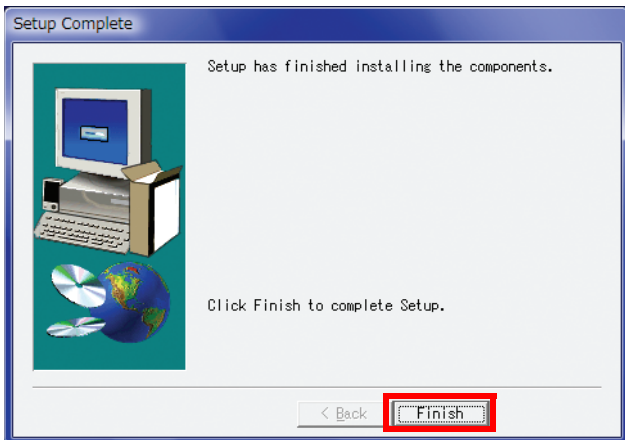 Setup Complete
Setup has finished installing the components.
Click Finish to complete Setup.
< Back
Finish